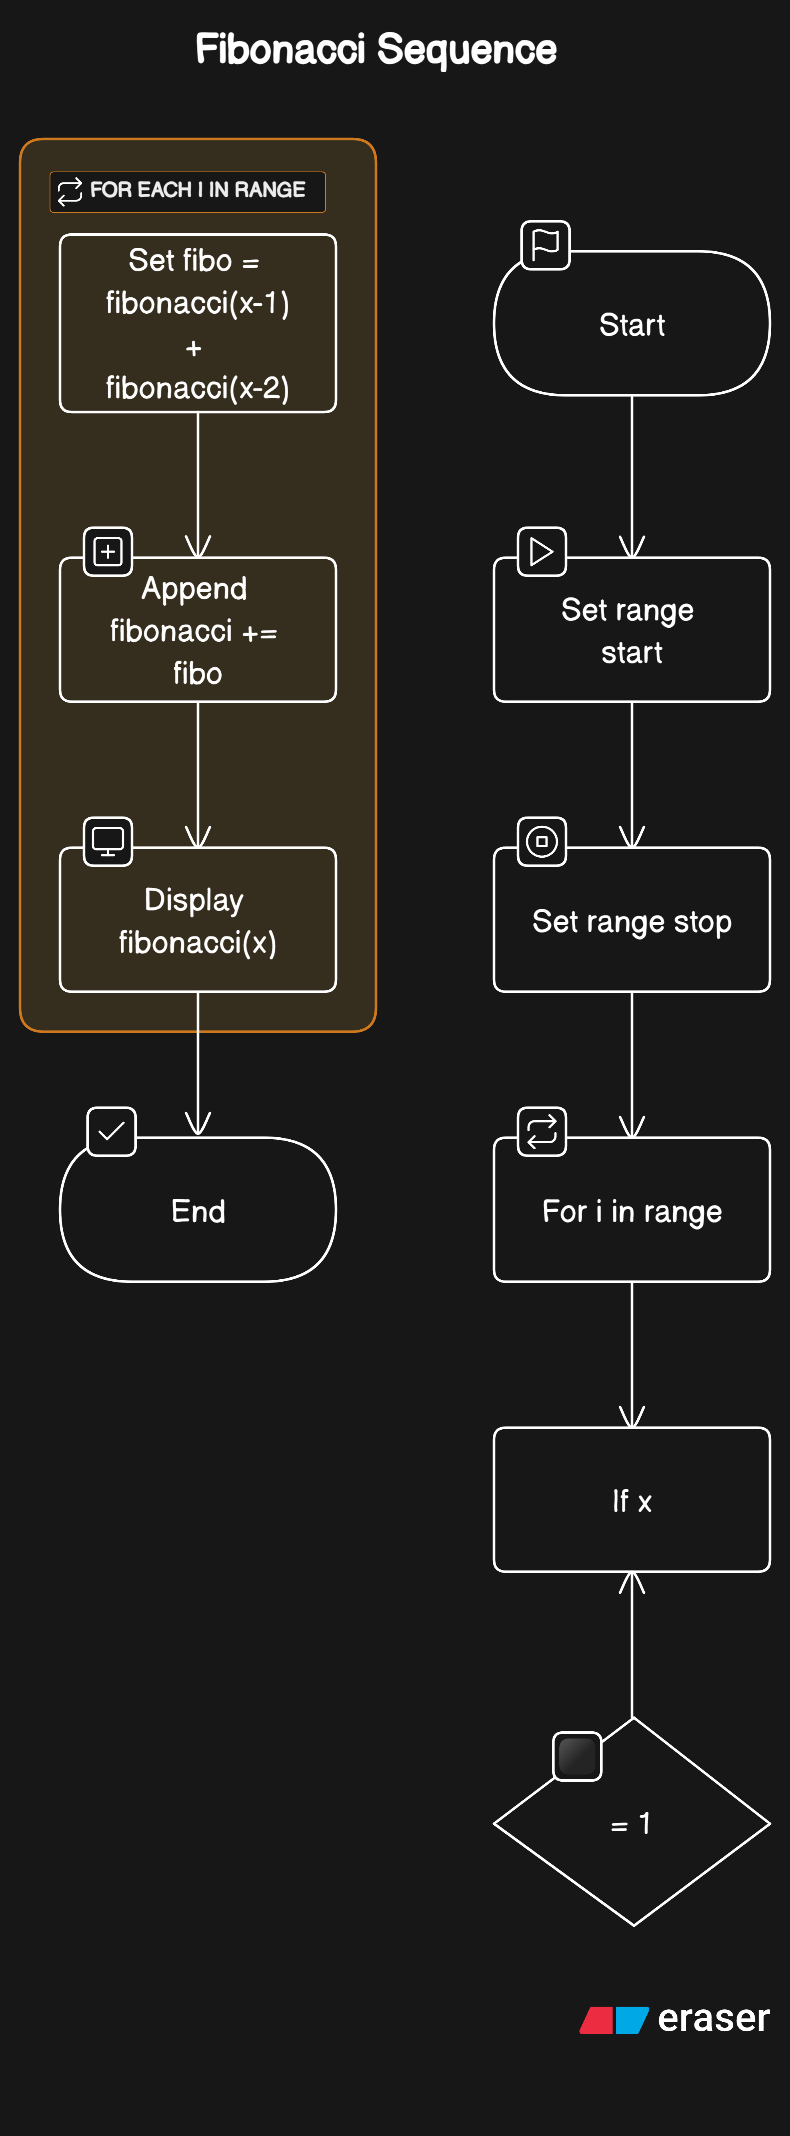 Fibonacci Sequence
FOR EACH I IN RANGE
Set fibo =
fibonacci(x-1)
+
fibonacci(x-2)
Append
fibonacci +=
fibo
Display
fibonacci(x)
End
Start
Set range
start
Set range stop
For i in range
If x
= 1
eraser